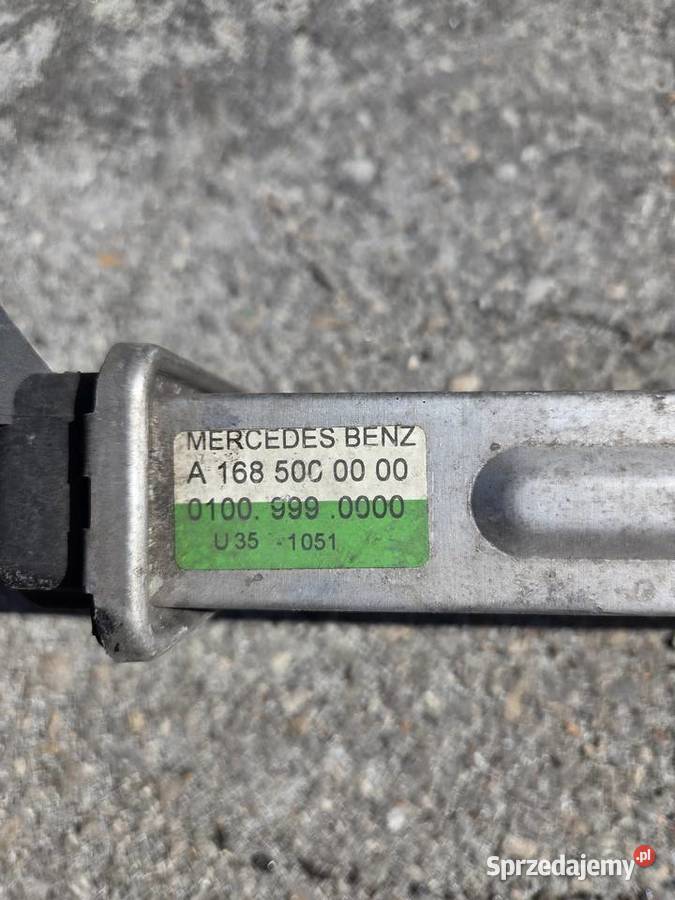 MERCEDES BENZ
A 168 500 00 00
0100. 999 .0000
U 35 -1051
Sprzedajemy.pl